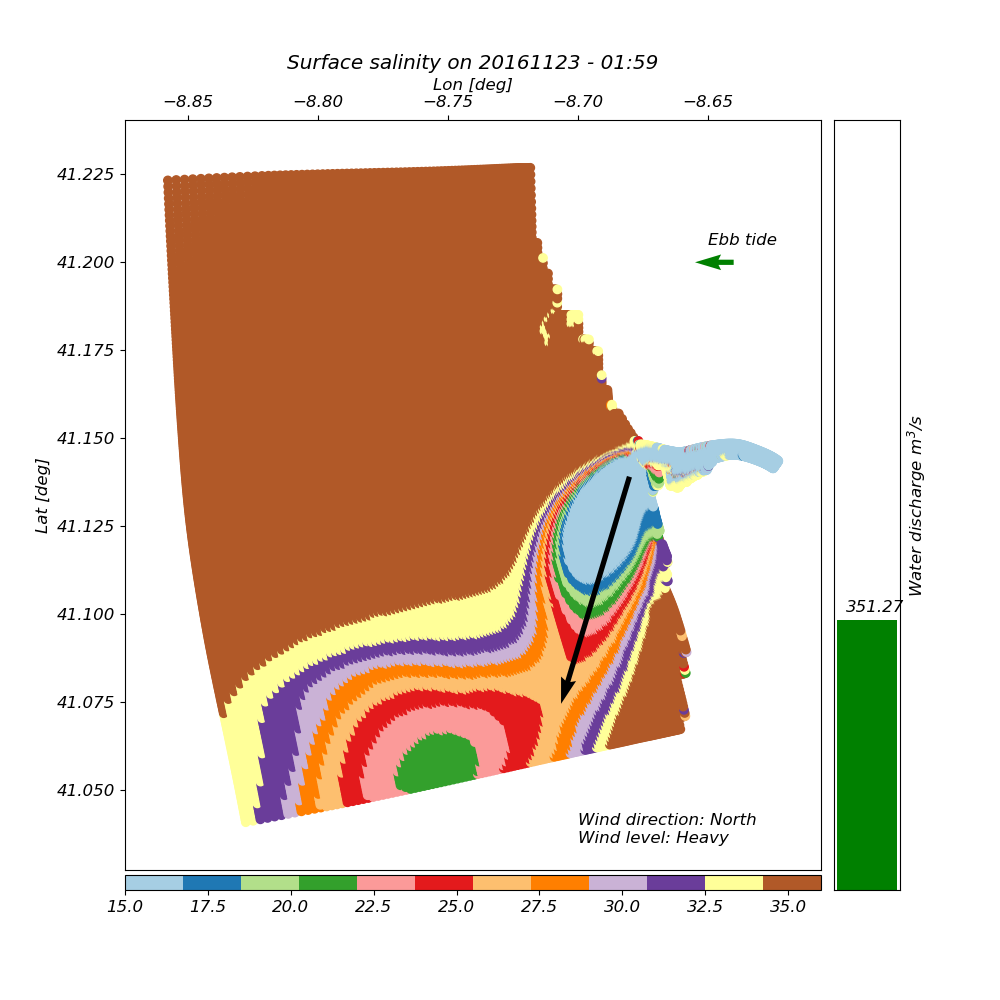 Surface salinity on 20161123 - 01:59
Lon [deg]
−8.85 −8.80 −8.75 −8.70 −8.65
41.225
41.200
41.175
41.150
41.125
41.100
41.075
41.050
Lat [deg]
Ebb tide
Water discharge m³/s
351.27
Wind direction: North
Wind level: Heavy
15.0 17.5 20.0 22.5 25.0 27.5 30.0 32.5 35.0